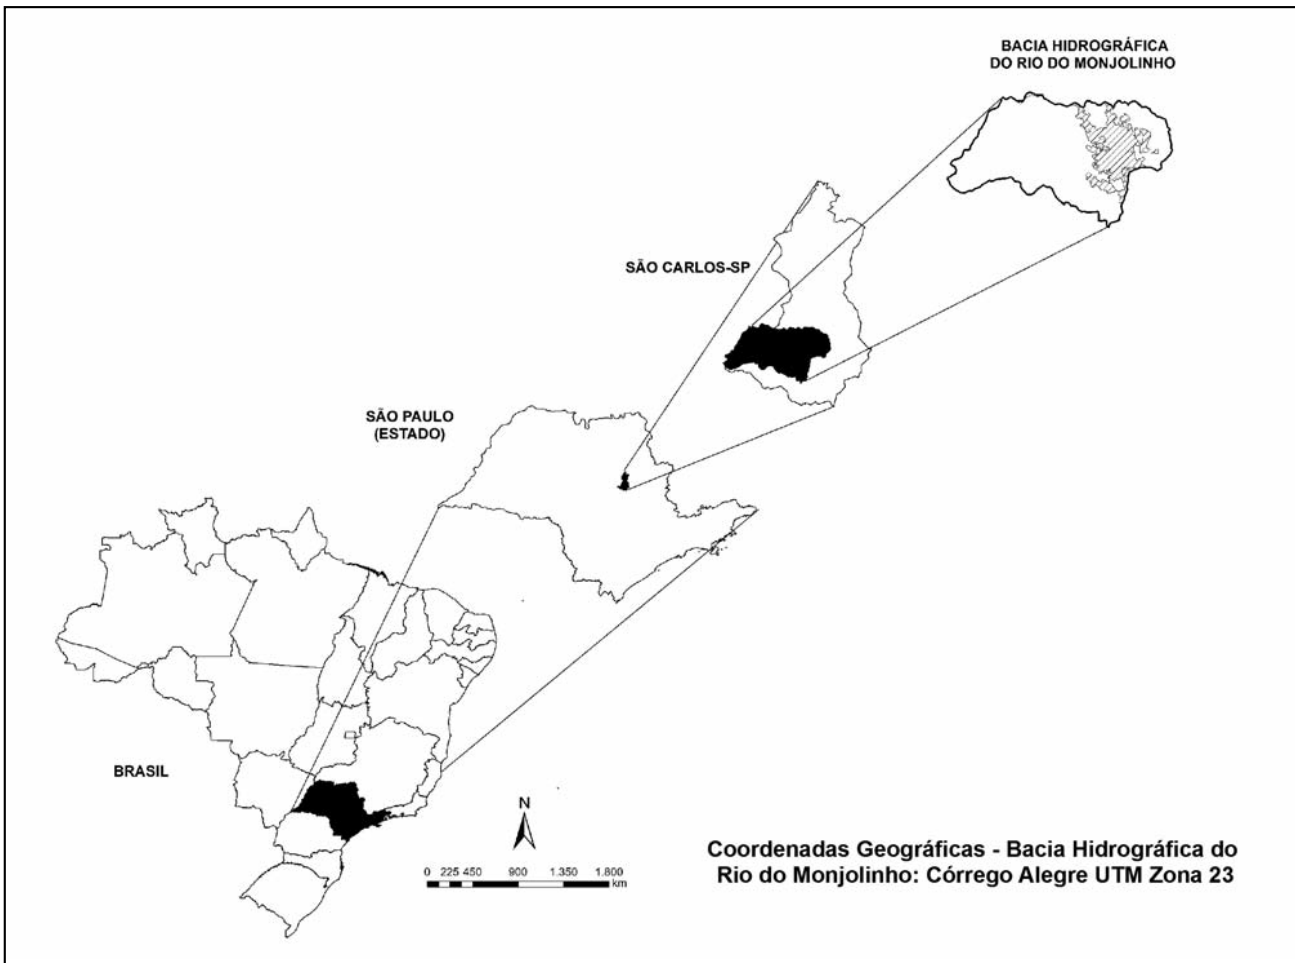 BACIA HIDROGRÁFICA
DO RIO DO MONJOLINHO
SÃO CARLOS-SP
SÃO PAULO
(ESTADO)
BRASIL
N
0 225 450 900 1.350 1.800
km
Coordenadas Geográficas - Bacia Hidrográfica do
Rio do Monjolinho: Córrego Alegre UTM Zona 23